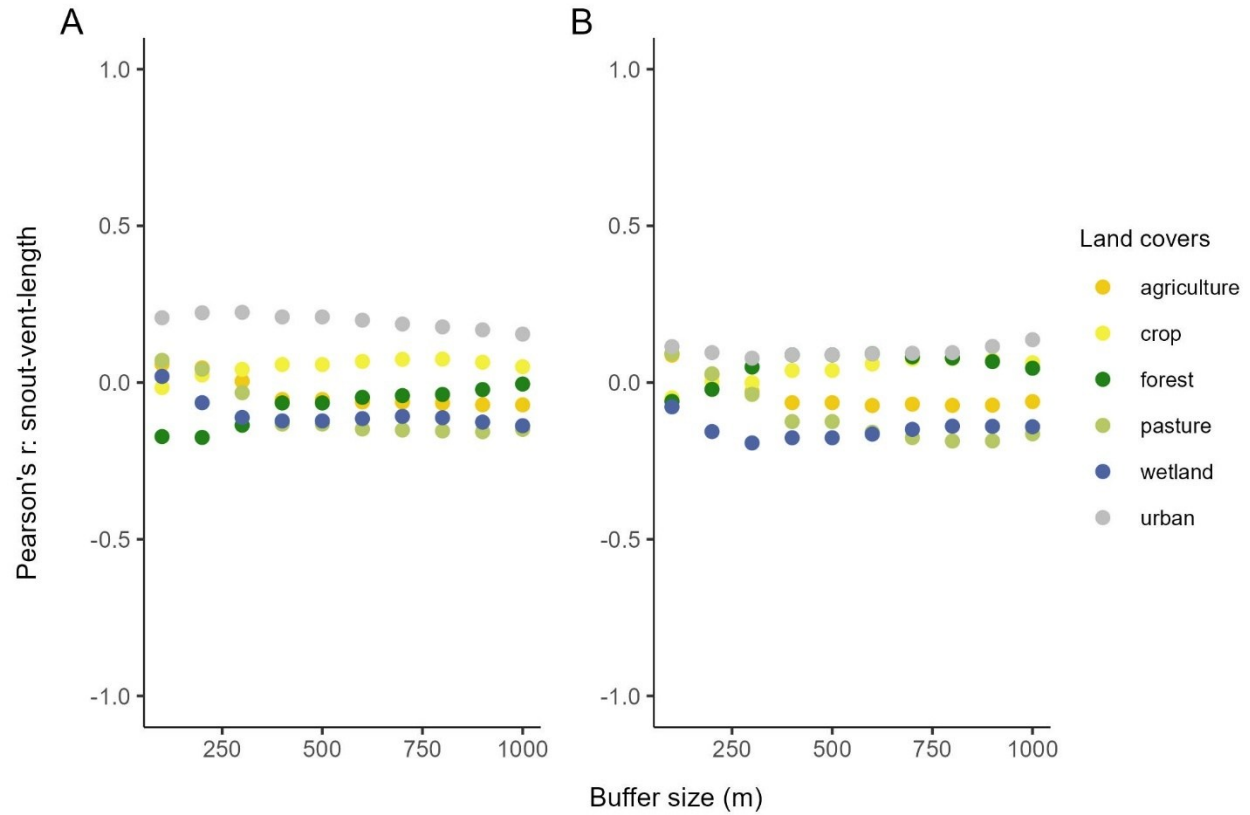 A
B
1.0
0.5
0.0
-0.5
-1.0
1.0
0.5
0.0
-0.5
-1.0
250 500 750 1000
250 500 750 1000
Pearson's r: snout-vent-length
Buffer size (m)
Land covers
agriculture
crop
forest
pasture
wetland
urban